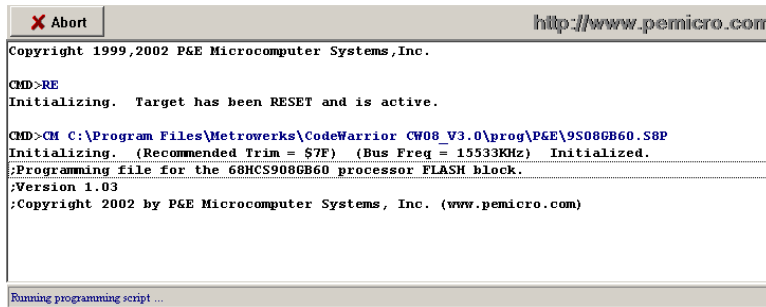 Abort
http://www.pemicro.com
Copyright 1999,2002 P&E Microcomputer Systems,Inc.
CMD>RE
Initializing.  Target has been RESET and is active.
CMD>CM C:\Program Files\Metrowerks\CodeWarrior CW08_V3.0\prog\P&E\9S08GB60.S8P
Initializing.  (Recommended Trim = $7F)  (Bus Freq = 15533KHz)  Initialized.
;Programming file for the 68HCS908GB60 processor FLASH block.
;Version 1.03
;Copyright 2002 by P&E Microcomputer Systems, Inc. (www.pemicro.com)
Running programming script ...